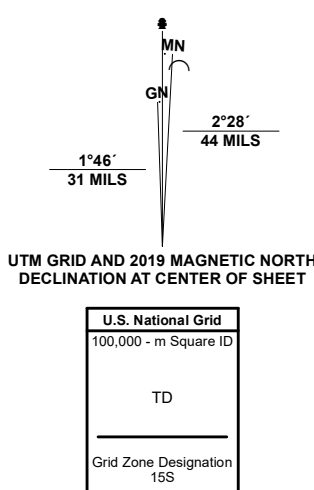 MN
GN
2°28´
44 MILS
1°46´
31 MILS
UTM GRID AND 2019 MAGNETIC NORTH
DECLINATION AT CENTER OF SHEET
U.S. National Grid
100,000 - m Square ID
TD
Grid Zone Designation
15S